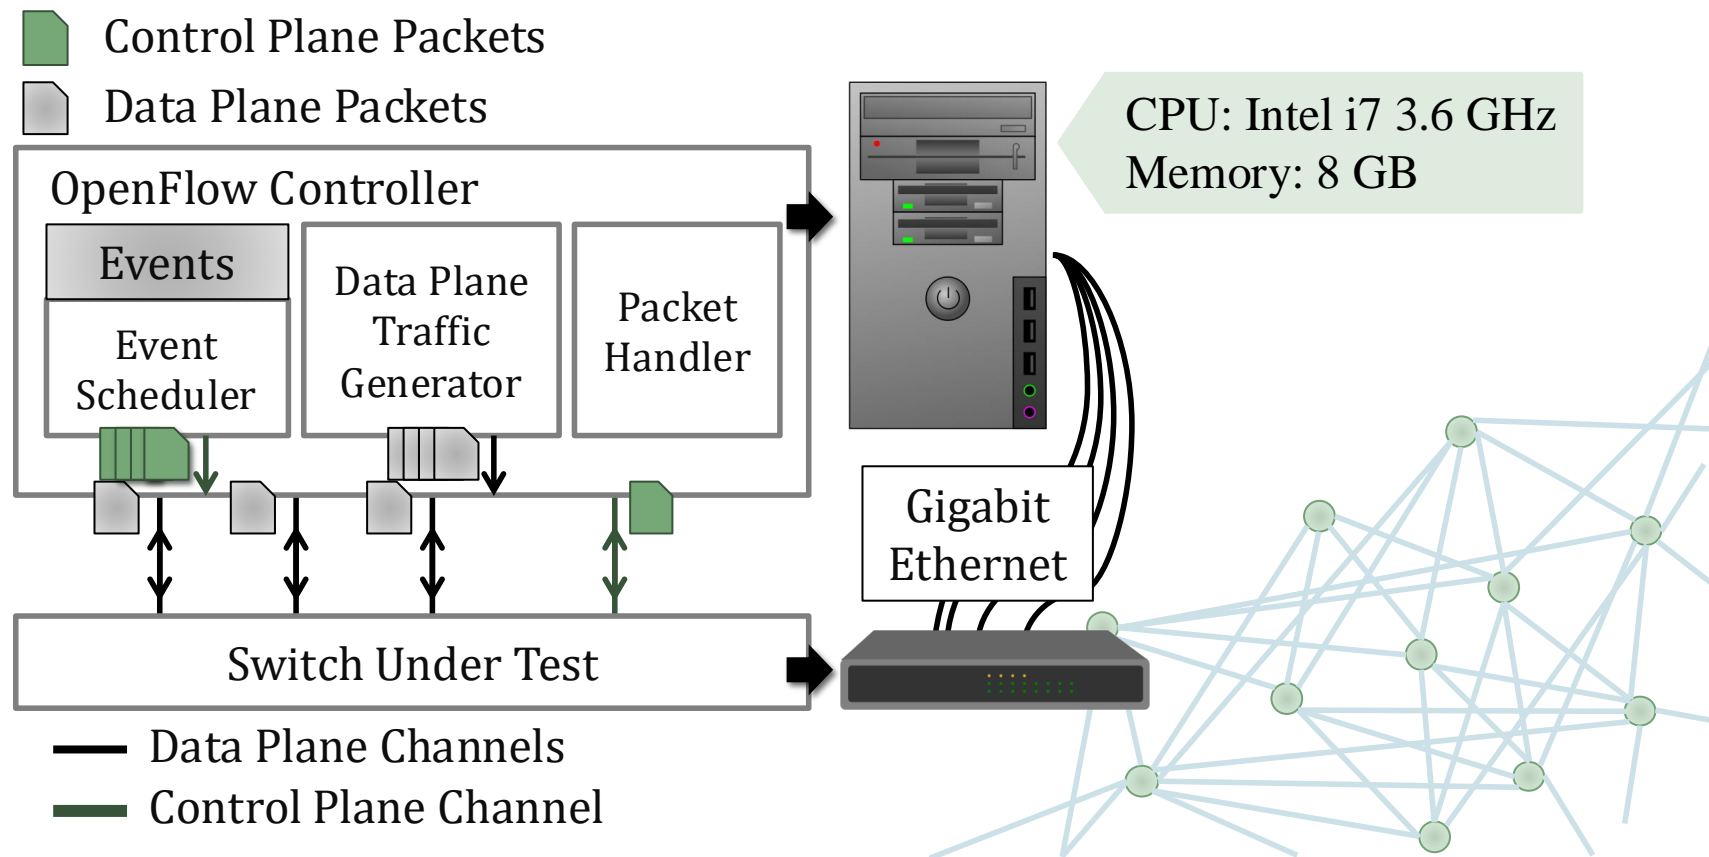 Control Plane Packets
Data Plane Packets
CPU: Intel i7 3.6 GHz
Memory: 8 GB
OpenFlow Controller
Events
Event
Scheduler
Data Plane
Traffic
Generator
Packet
Handler
Gigabit
Ethernet
Switch Under Test
Data Plane Channels
Control Plane Channel